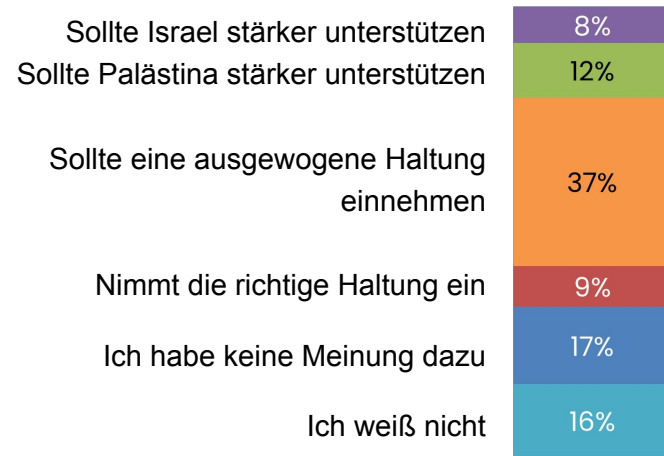 Sollte Israel stärker unterstützen 8%
Sollte Palästina stärker unterstützen 12%
Sollte eine ausgewogene Haltung
einnehmen 37%
Nimmt die richtige Haltung ein 9%
Ich habe keine Meinung dazu 17%
Ich weiß nicht 16%